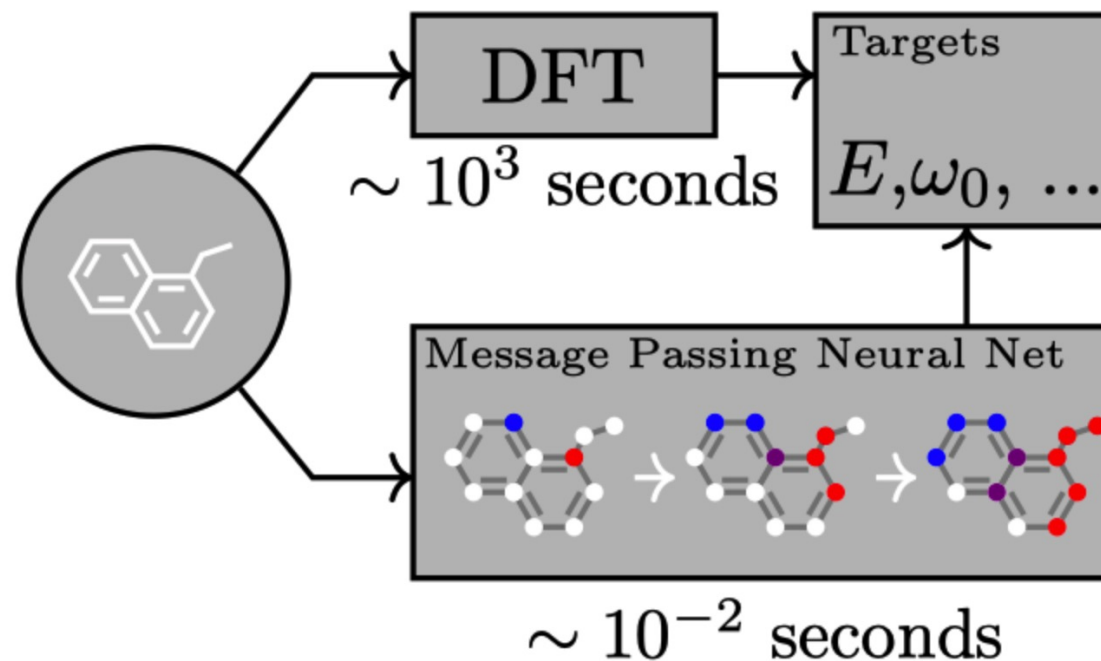 DFT
∼ 10³ seconds
Targets
E,ω₀, ...
Message Passing Neural Net
∼ 10⁻² seconds